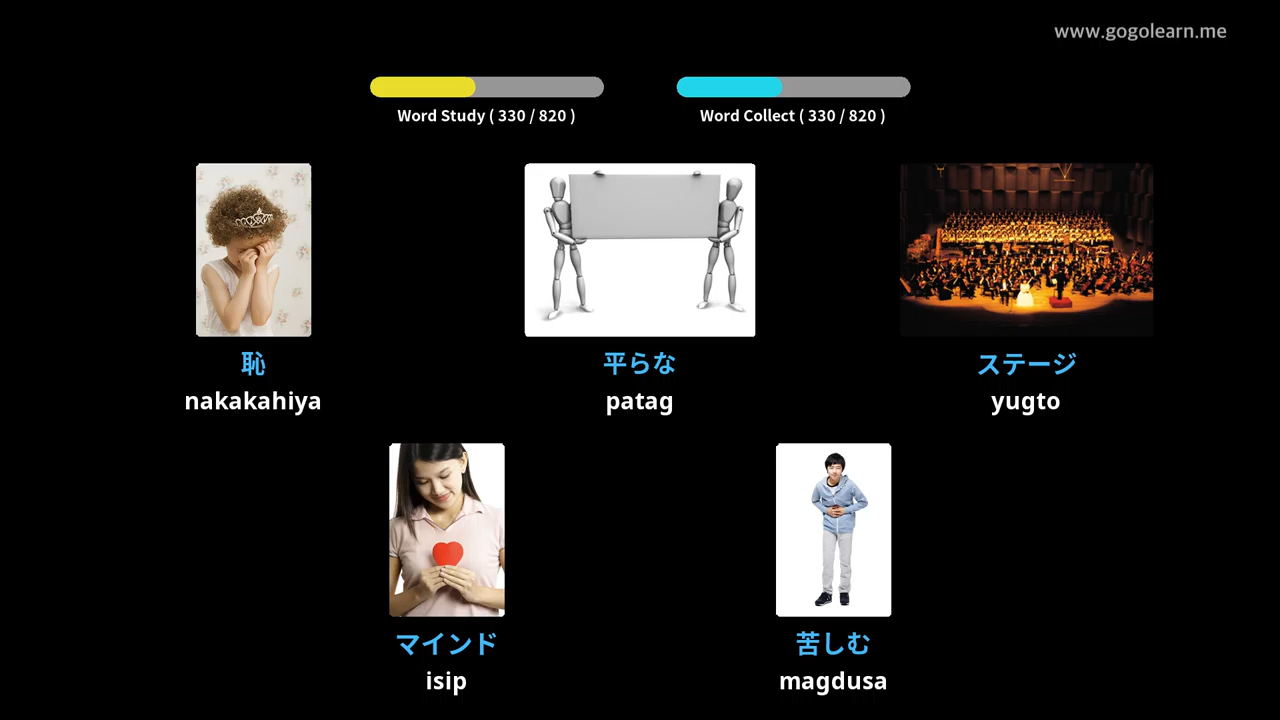 www.gogolearn.me
Word Study ( 330 / 820 )
Word Collect ( 330 / 820 )
恥
nakakahiya
平らな
patag
ステージ
yugto
マインド
isip
苦しむ
magdusa